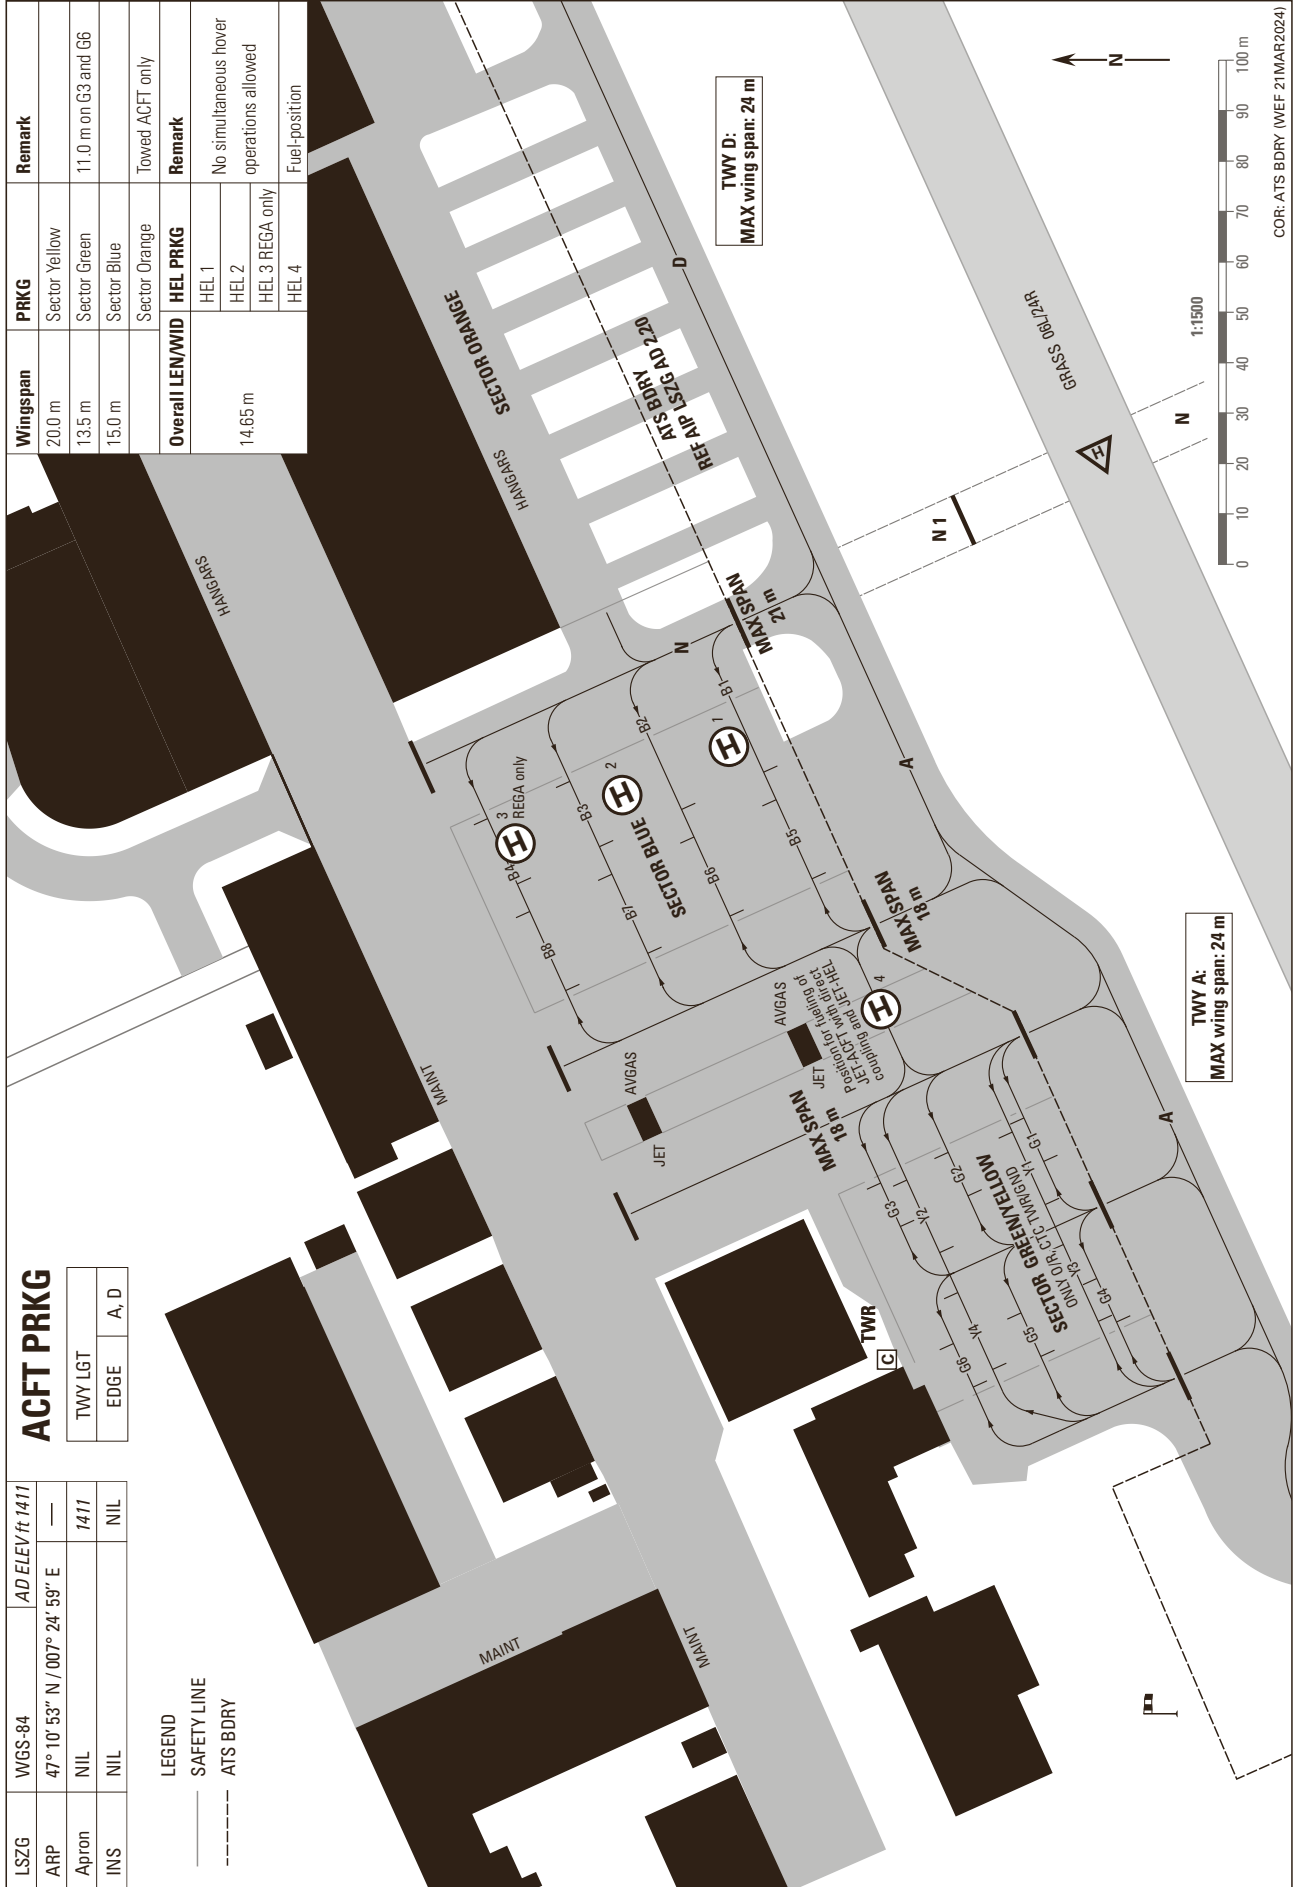 LSZG WGS-84 AD ELEV ft 1411
ARP 47° 10' 53" N / 007° 24' 59" E —
Apron NIL 1411
INS NIL NIL
ACFT PRKG
TWY LGT
EDGE A, D
Wingspan PRKG Remark
20.0 m Sector Yellow
13.5 m Sector Green 11.0 m on G3 and G6
15.0 m Sector Blue
Sector Orange Towed ACFT only
Overall LEN/WID HEL PRKG Remark
14.65 m
HEL 1
HEL 2
HEL 3 REGA only
No simultaneous hover
operations allowed
HEL 4 Fuel-position
LEGEND
SAFETY LINE
ATS BDRY
HANGARS
HANGARS
SECTOR ORANGE
MAINT
MAINT
MAINT
AVGAS
JET
AVGAS
JET
Position for fueling of
JET-ACFT with direct
coupling and JET-HEL
H 4
H 3
REGA only
H 2
H 1
B8
B4
B7
B3
B6
B2
B5
B1
SECTOR BLUE
N
D
ATS BDRY
REF AIP LSZG AD 2.20
MAX SPAN
21 m
MAX SPAN
18 m
MAX SPAN
18 m
TWR
C
G6
Y4
G3
Y2
G5
G2
SECTOR GREEN/YELLOW
ONLY O/R, CTC TWR/GND
Y3
Y1
G4
G1
A
A
TWY D:
MAX wing span: 24 m
TWY A:
MAX wing span: 24 m
N 1
N
H
GRASS 06L/24R
N
1:1500
0 10 20 30 40 50 60 70 80 90 100 m
COR: ATS BDRY (WEF 21MAR2024)